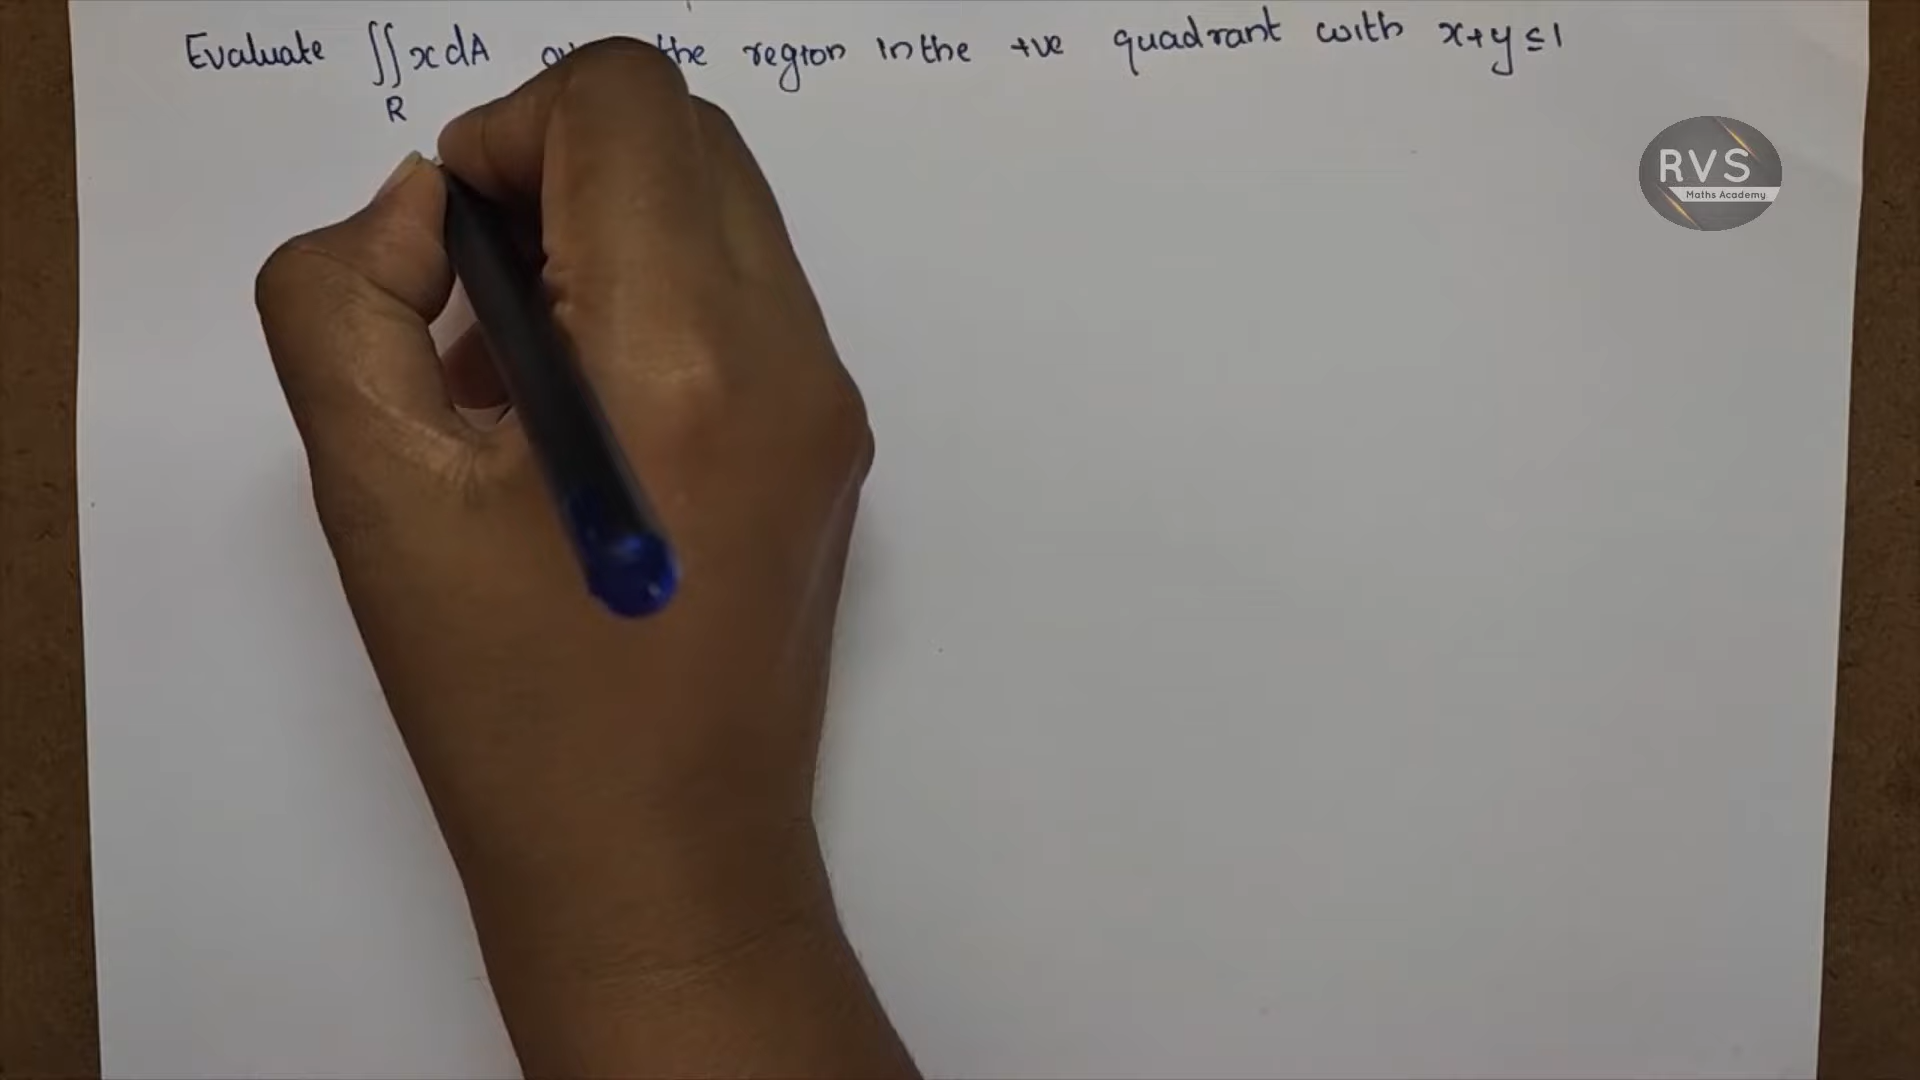 Evaluate ∬ x dA the region in the +ve quadrant with x+y ≤ 1
R
RVS
Maths Academy